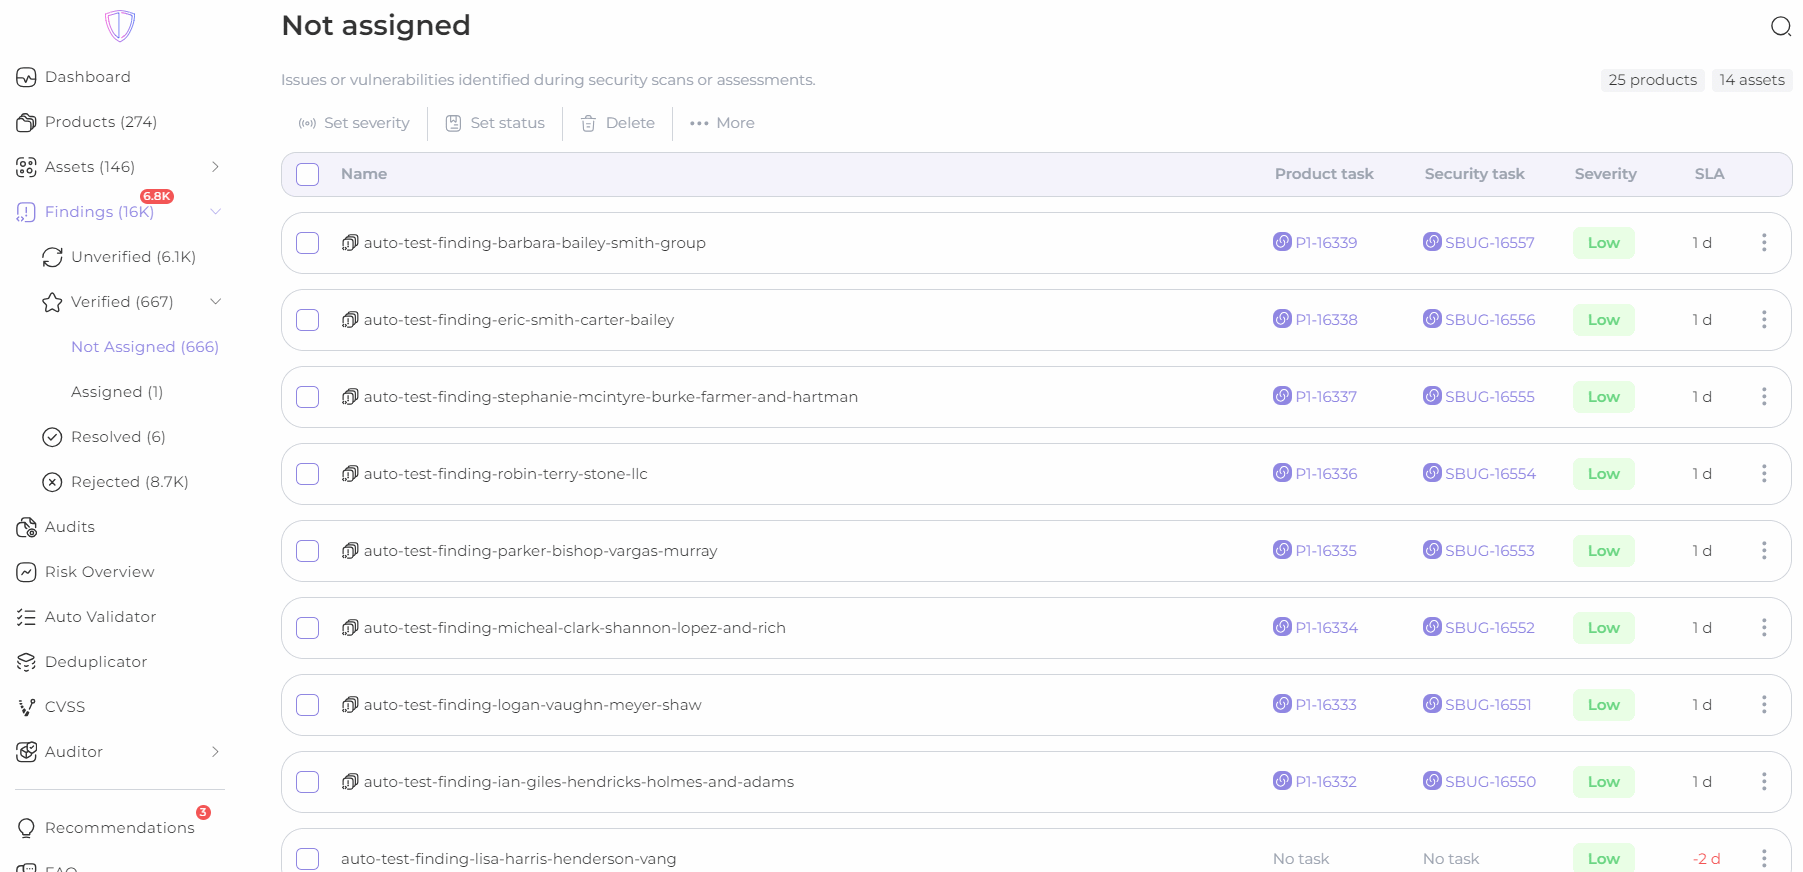 Not assigned
Issues or vulnerabilities identified during security scans or assessments.
25 products 14 assets
Set severity Set status Delete More
Dashboard
Products (274)
Assets (146)
6.8K
Findings (16K)
Unverified (6.1K)
Verified (667)
Not Assigned (666)
Assigned (1)
Resolved (6)
Rejected (8.7K)
Audits
Risk Overview
Auto Validator
Deduplicator
CVSS
Auditor
3
Recommendations
FAQ
Name Product task Security task Severity SLA
auto-test-finding-barbara-bailey-smith-group P1-16339 SBUG-16557 Low 1 d
auto-test-finding-eric-smith-carter-bailey P1-16338 SBUG-16556 Low 1 d
auto-test-finding-stephanie-mcintyre-burke-farmer-and-hartman P1-16337 SBUG-16555 Low 1 d
auto-test-finding-robin-terry-stone-llc P1-16336 SBUG-16554 Low 1 d
auto-test-finding-parker-bishop-vargas-murray P1-16335 SBUG-16553 Low 1 d
auto-test-finding-micheal-clark-shannon-lopez-and-rich P1-16334 SBUG-16552 Low 1 d
auto-test-finding-logan-vaughn-meyer-shaw P1-16333 SBUG-16551 Low 1 d
auto-test-finding-ian-giles-hendricks-holmes-and-adams P1-16332 SBUG-16550 Low 1 d
auto-test-finding-lisa-harris-henderson-vang No task No task Low -2 d